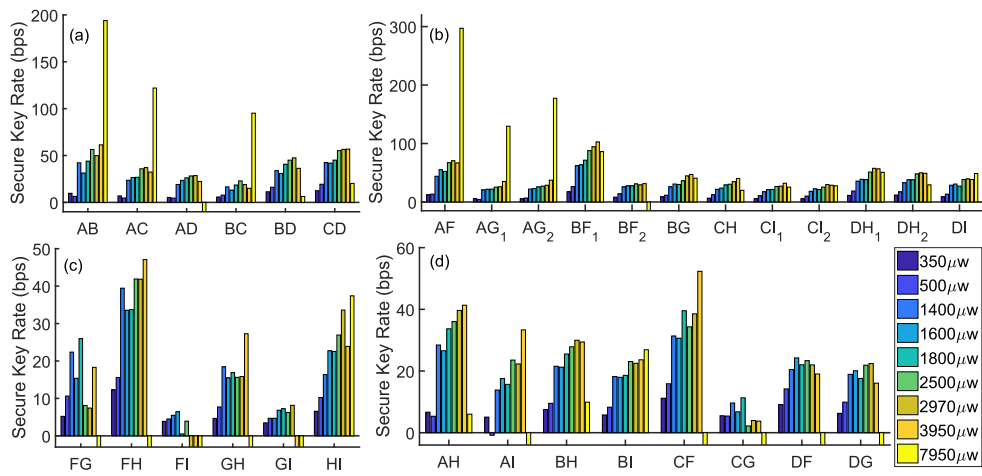 (a)
Secure Key Rate (bps)
200
150
100
50
0
AB AC AD BC BD CD
(b)
Secure Key Rate (bps)
300
200
100
0
AF AG1 AG2 BF1 BF2 BG CH CI1 CI2 DH1 DH2 DI
(c)
Secure Key Rate (bps)
50
40
30
20
10
0
FG FH FI GH GI HI
(d)
Secure Key Rate (bps)
60
40
20
0
AH AI BH BI CF CG DF DG
350μw
500μw
1400μw
1600μw
1800μw
2500μw
2970μw
3950μw
7950μw